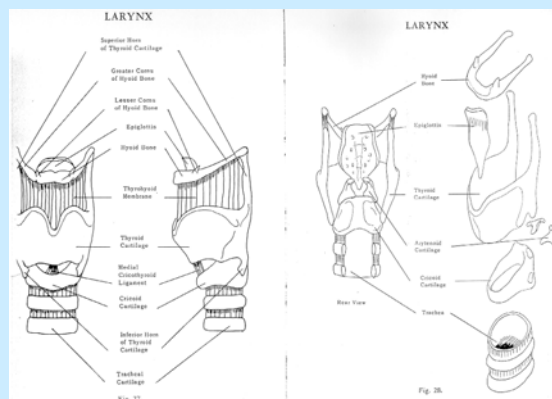 LARYNX
Superior Horn
of Thyroid Cartilage
Greater Cornu
of Hyoid Bone
Lesser Cornu
of Hyoid Bone
Epiglottis
Hyoid Bone
Thyrohyoid
Membrane
Thyroid
Cartilage
Medial
Cricothyroid
Ligament
Cricoid
Cartilage
Inferior Horn
of Thyroid
Cartilage
Tracheal
Cartilage
LARYNX
Hyoid
Bone
Epiglottis
Thyroid
Cartilage
Arytenoid
Cartilage
Cricoid
Cartilage
Rear View
Trachea
Fig. 28.